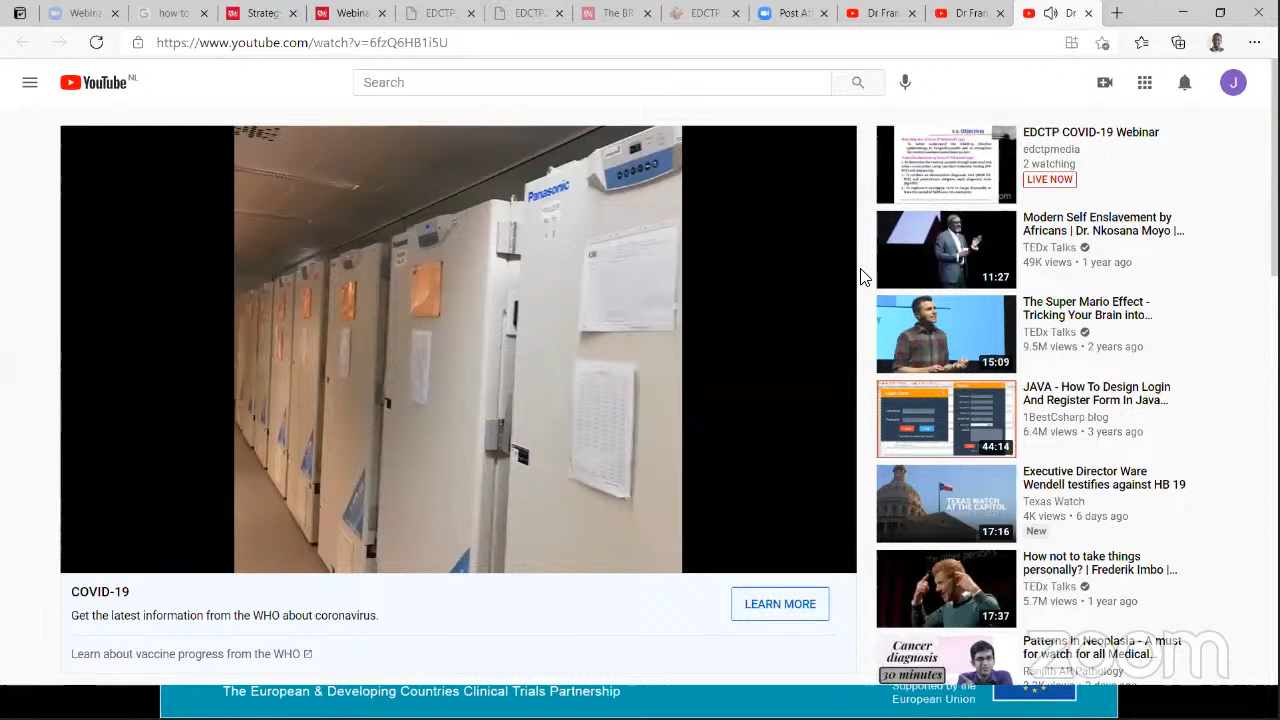 Webina
how to
Strateg
Webina
EDCTP
EDCTP
The BR
EDCTP
Post At
Dr Fran
Dr Fran
Dr
https://www.youtube.com/watch?v=6fzQ6HB1i5U
YouTube NL
Search
J
Panasonic
COVID-19
Get the latest information from the WHO about coronavirus.
LEARN MORE
Learn about vaccine progress from the WHO
EDCTP COVID-19 Webinar
edctpmedia
2 watching
LIVE NOW
11:27
Modern Self Enslavement by
Africans | Dr. Nkosana Moyo |...
TEDx Talks
49K views • 1 year ago
15:09
The Super Mario Effect -
Tricking Your Brain into...
TEDx Talks
9.5M views • 2 years ago
44:14
JAVA - How To Design Login
And Register Form In Java...
1BestCsharp blog
6.4M views • 3 years ago
TEXAS WATCH
AT THE CAPITOL
17:16
Executive Director Ware
Wendell testifies against HB 19
Texas Watch
4K views • 6 days ago
New
17:37
How not to take things
personally? | Frederik Imbo |...
TEDx Talks
5.7M views • 1 year ago
Cancer
diagnosis
30 minutes
Patterns in Neoplasia - A must
for watch for all Medical...
Ranjith AR Pathology
zoom
The European & Developing Countries Clinical Trials Partnership
Supported by the
European Union